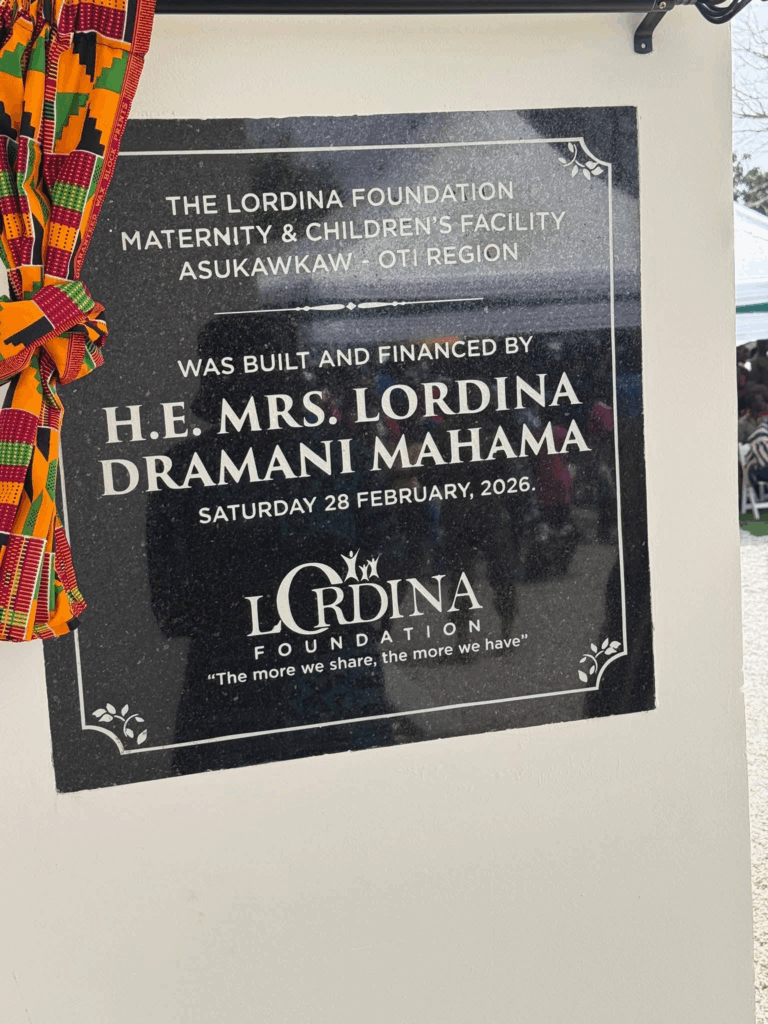 THE LORDINA FOUNDATION
MATERNITY & CHILDREN'S FACILITY
ASUKAWKAW - OTI REGION
WAS BUILT AND FINANCED BY
H.E. MRS. LORDINA
DRAMANI MAHAMA
SATURDAY 28 FEBRUARY, 2026.
LORDINA
FOUNDATION
"The more we share, the more we have"